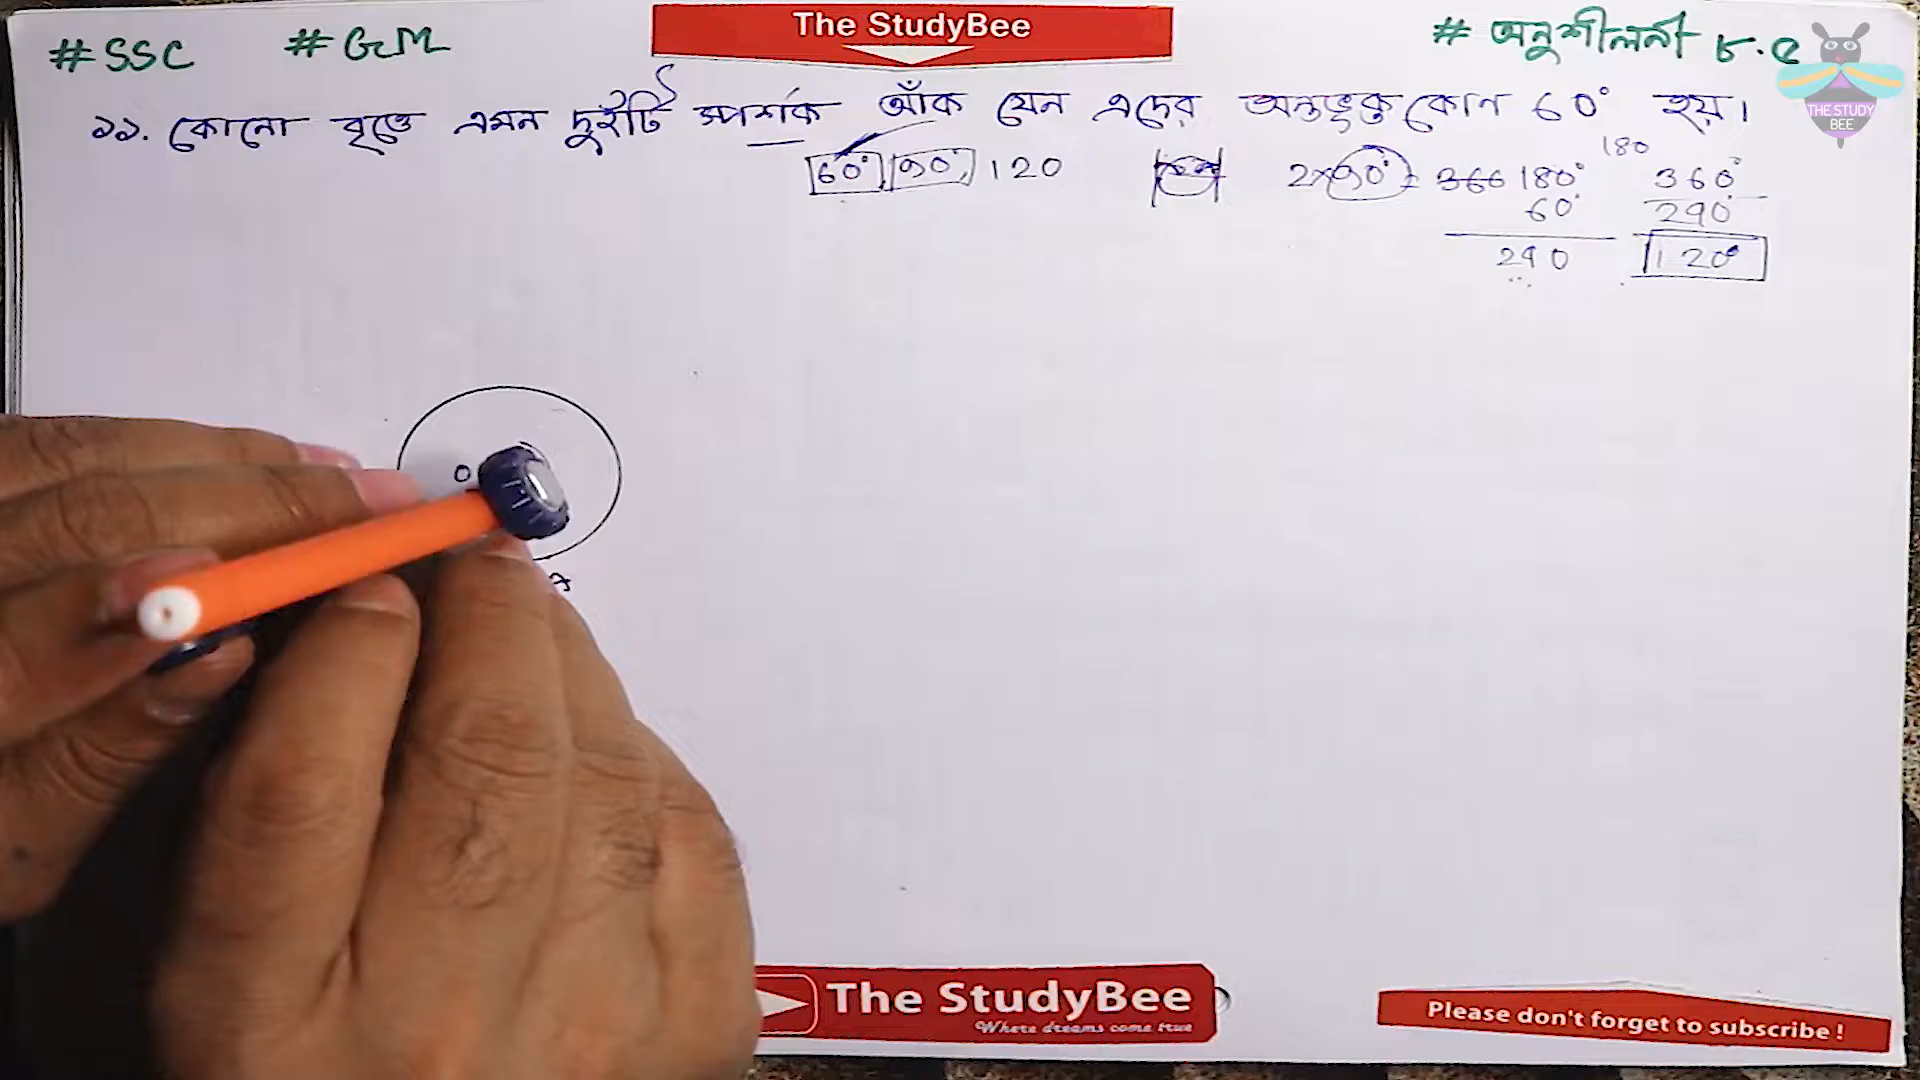 The StudyBee
#SSC #GM #অনুশীলনী ৮.৫
১১. কোনো বৃত্তে এমন দুইটি স্পর্শক আঁক যেন এদের অন্তর্ভুক্ত কোণ 60° হয়।
60° 90° 120 2×90° = 180° 180 360°
60° 240°
240 120°
O
A
THE STUDY BEE
The StudyBee
Where dreams come true
Please don't forget to subscribe !